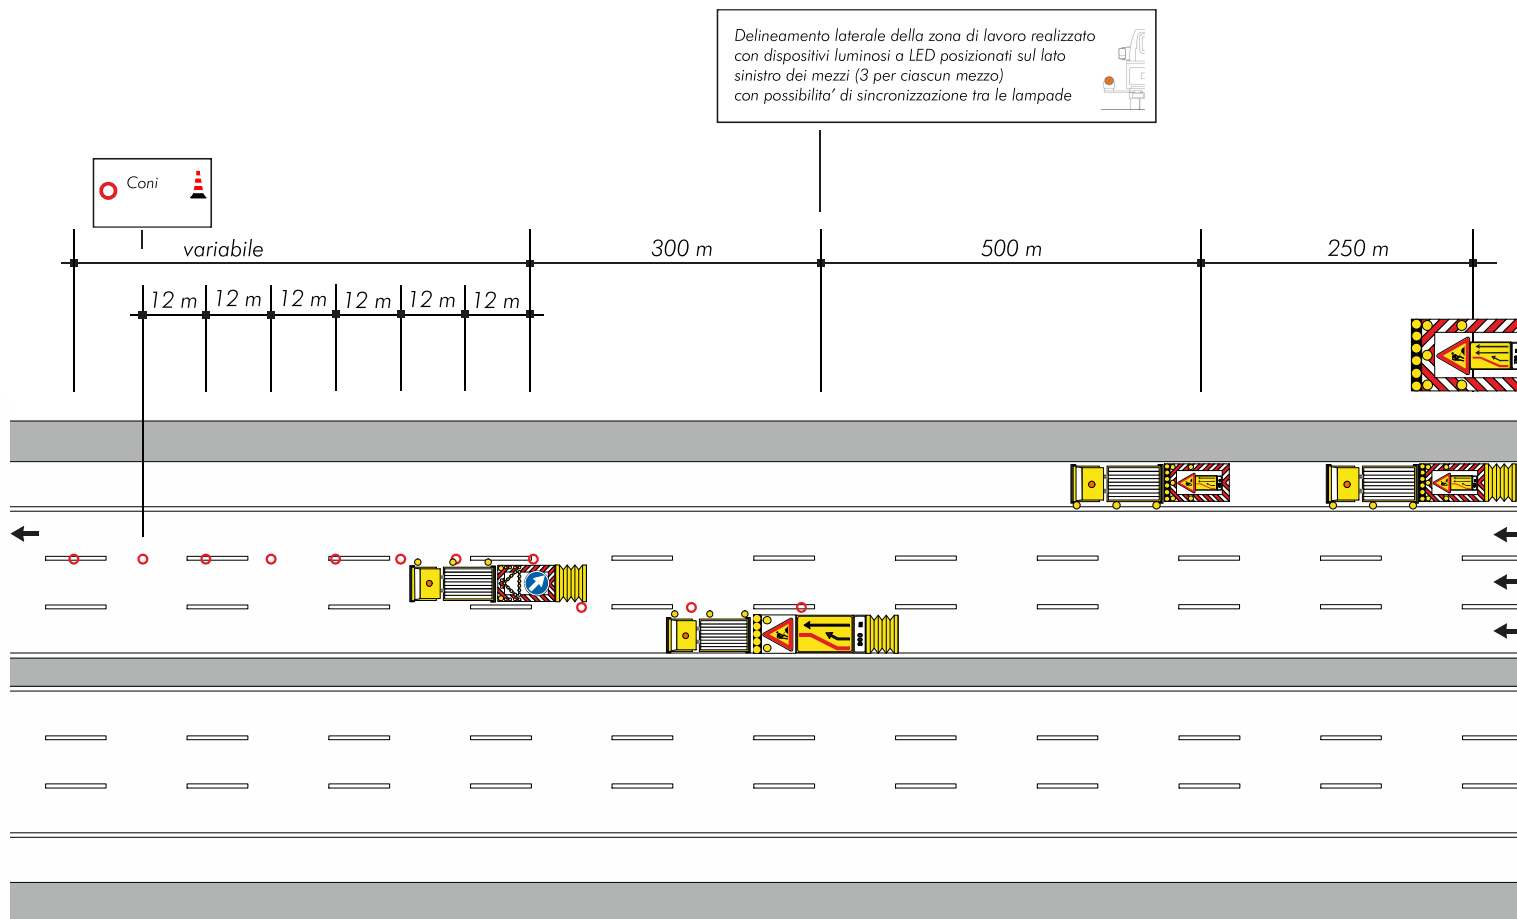 Delineamento laterale della zona di lavoro realizzato
con dispositivi luminosi a LED posizionati sul lato
sinistro dei mezzi (3 per ciascun mezzo)
con possibilita' di sincronizzazione tra le lampade
Coni
variabile
300 m
500 m
250 m
12 m
12 m
12 m
12 m
12 m
12 m